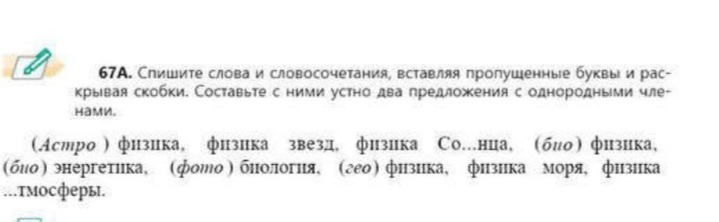 67А. Спишите слова и словосочетания, вставляя пропущенные буквы и рас-
крывая скобки. Составьте с ними устно два предложения с однородными чле-
нами.
(Астро ) физика, физика звезд, физика Со...нца, (био) физика,
(био) энергетика, (фото ) биология, (гео) физика, физика моря, физика
...тмосферы.